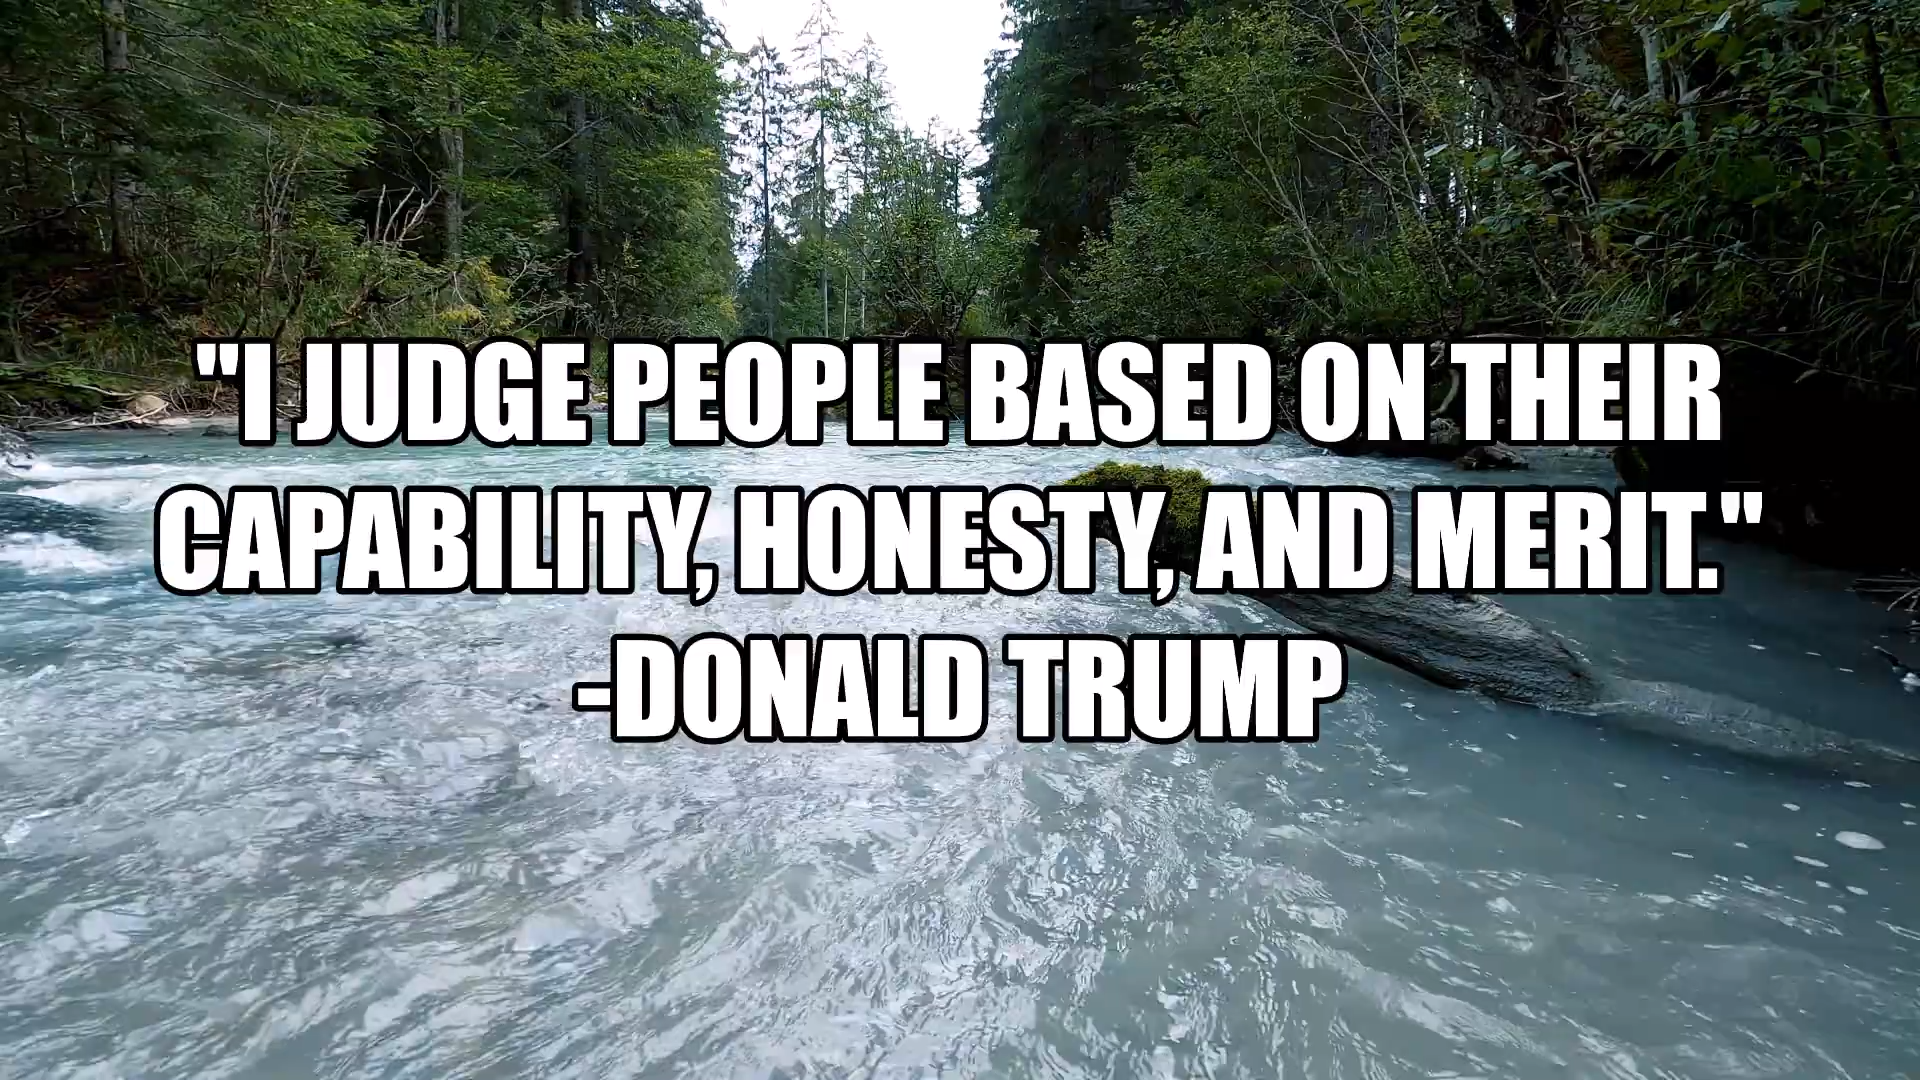 "I JUDGE PEOPLE BASED ON THEIR
CAPABILITY, HONESTY, AND MERIT."
-DONALD TRUMP